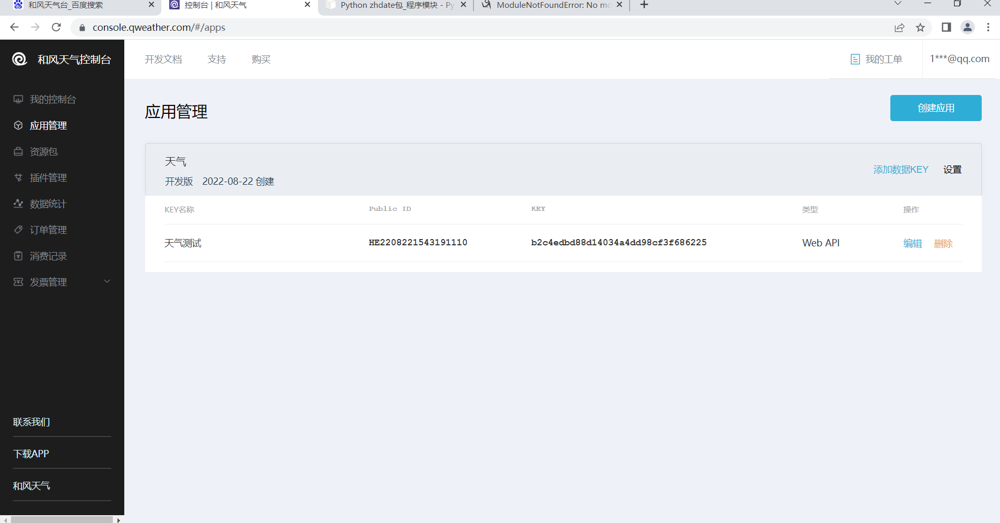 和风天气台_百度搜索
控制台 | 和风天气
Python zhdate包_程序模块 - Py
ModuleNotFoundError: No mo
console.qweather.com/#/apps
和风天气控制台
开发文档
支持
购买
我的工单
1***@qq.com
我的控制台
应用管理
资源包
插件管理
数据统计
订单管理
消费记录
发票管理
联系我们
下载APP
和风天气
应用管理
创建应用
天气
开发版 2022-08-22 创建
添加数据KEY 设置
KEY名称 Public ID KEY 类型 操作
天气测试 HE2208221543191110 b2c4edbd88d14034a4dd98cf3f686225 Web API 编辑 删除